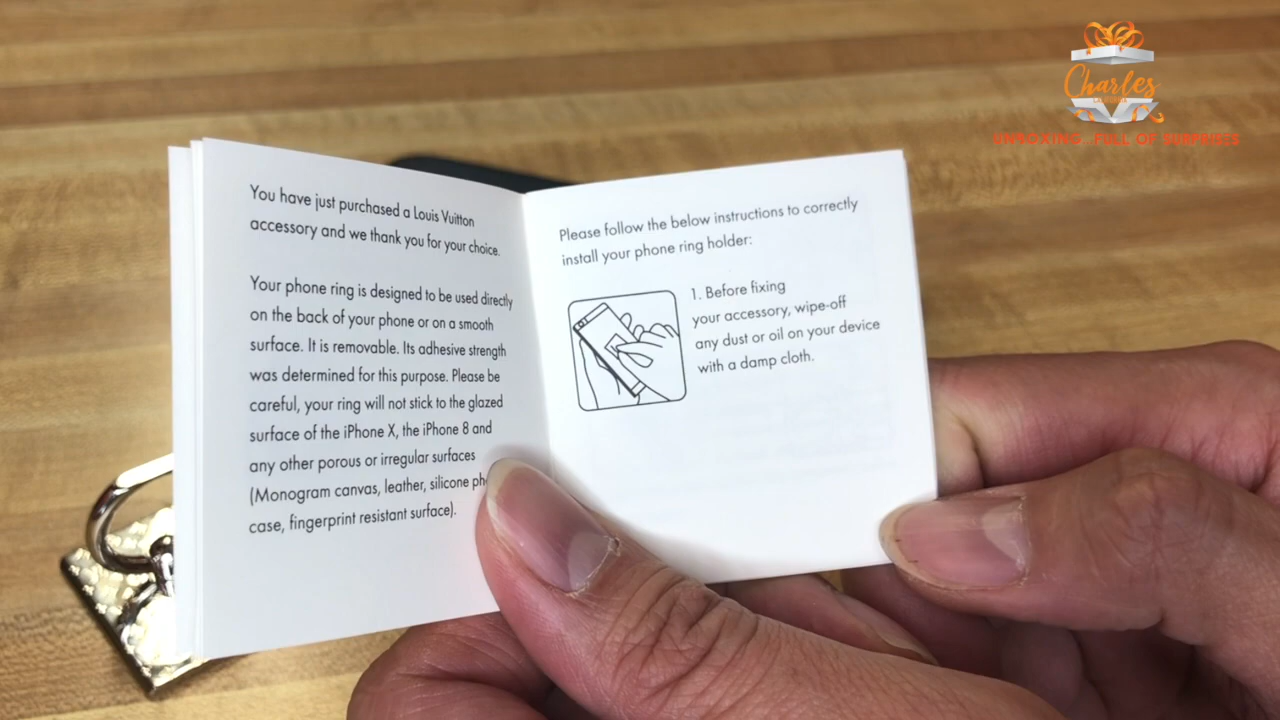 Charles
UNBOXING...FULL OF SURPRISES
You have just purchased a Louis Vuitton
accessory and we thank you for your choice.
Your phone ring is designed to be used directly
on the back of your phone or on a smooth
surface. It is removable. Its adhesive strength
was determined for this purpose. Please be
careful, your ring will not stick to the glazed
surface of the iPhone X, the iPhone 8 and
any other porous or irregular surfaces
(Monogram canvas, leather, silicone
case, fingerprint resistant surface).
Please follow the below instructions to correctly
install your phone ring holder:
1. Before fixing
your accessory, wipe-off
any dust or oil on your device
with a damp cloth.